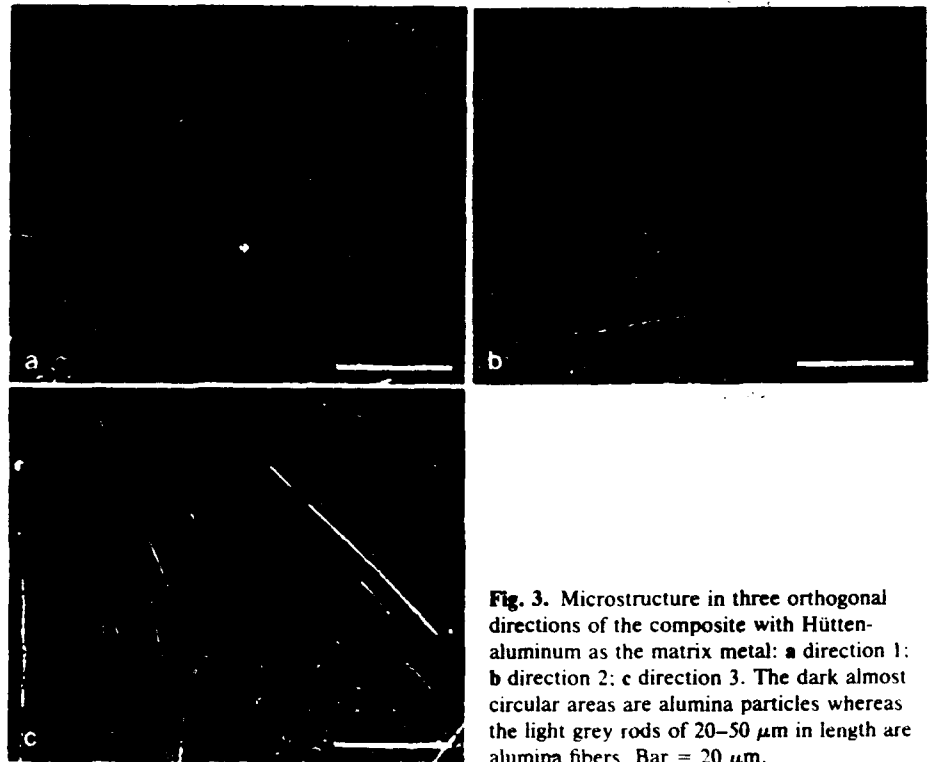 a
b
c
Fig. 3. Microstructure in three orthogonal
directions of the composite with Hütten-
aluminum as the matrix metal: a direction 1;
b direction 2; c direction 3. The dark almost
circular areas are alumina particles whereas
the light grey rods of 20–50 μm in length are
alumina fibers. Bar = 20 μm.